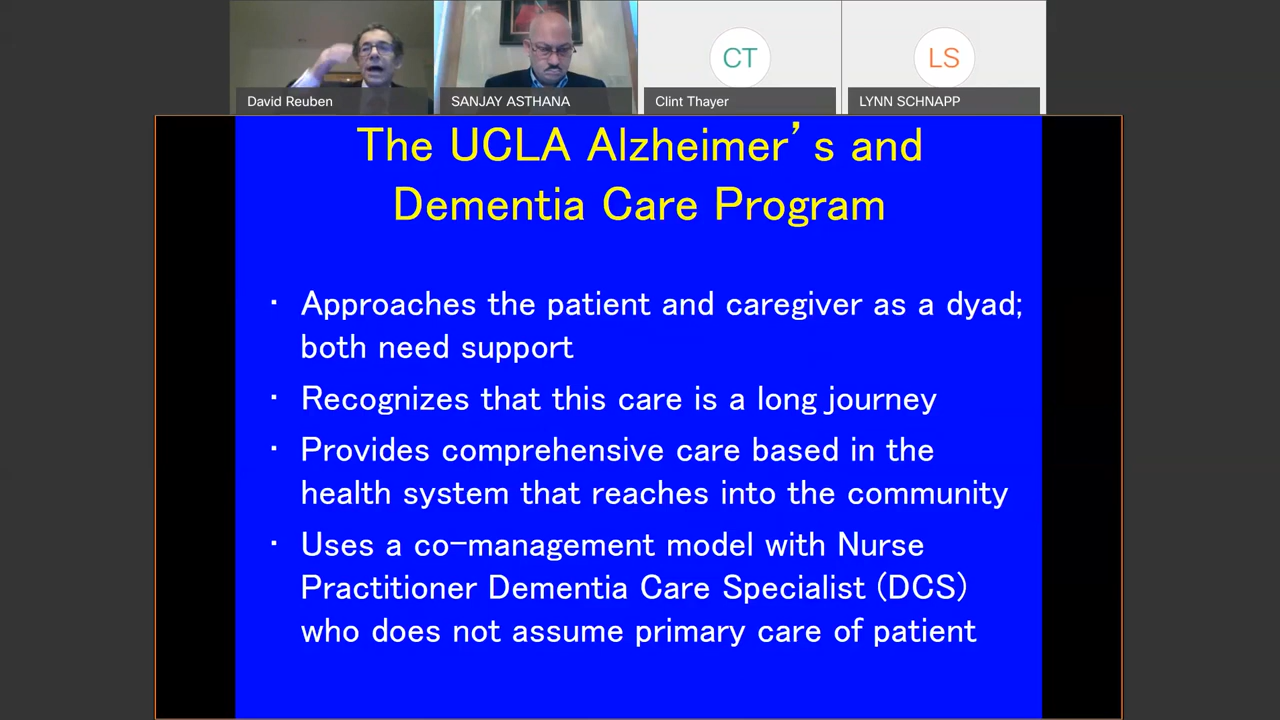 CT
LS
David Reuben
SANJAY ASTHANA
Clint Thayer
LYNN SCHNAPP
The UCLA Alzheimer's and
Dementia Care Program
· Approaches the patient and caregiver as a dyad;
both need support
· Recognizes that this care is a long journey
· Provides comprehensive care based in the
health system that reaches into the community
· Uses a co-management model with Nurse
Practitioner Dementia Care Specialist (DCS)
who does not assume primary care of patient